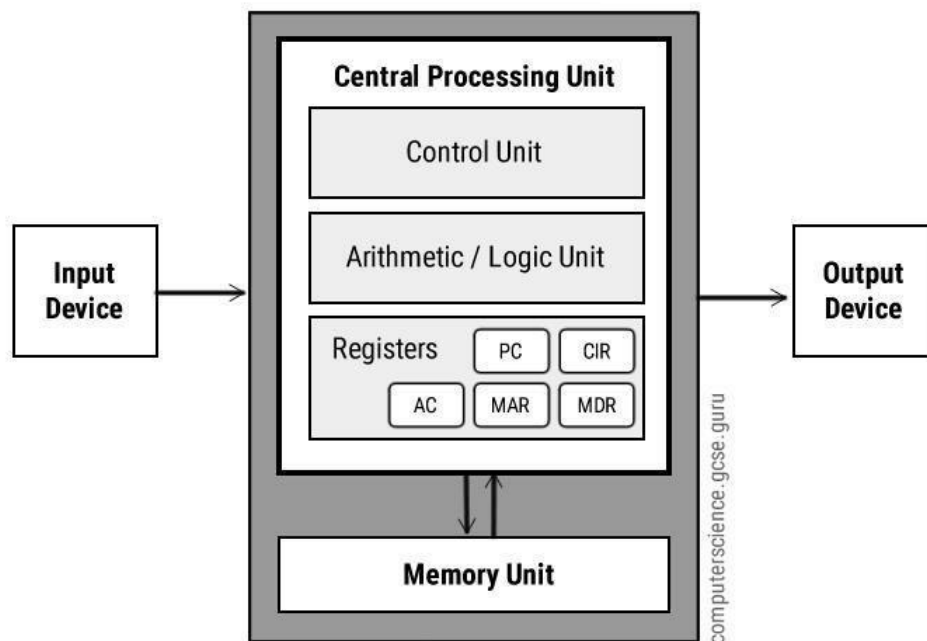 Central Processing Unit
Control Unit
Arithmetic / Logic Unit
Input
Device
Output
Device
Registers
PC
CIR
AC
MAR
MDR
Memory Unit
computerscience.gcse.guru